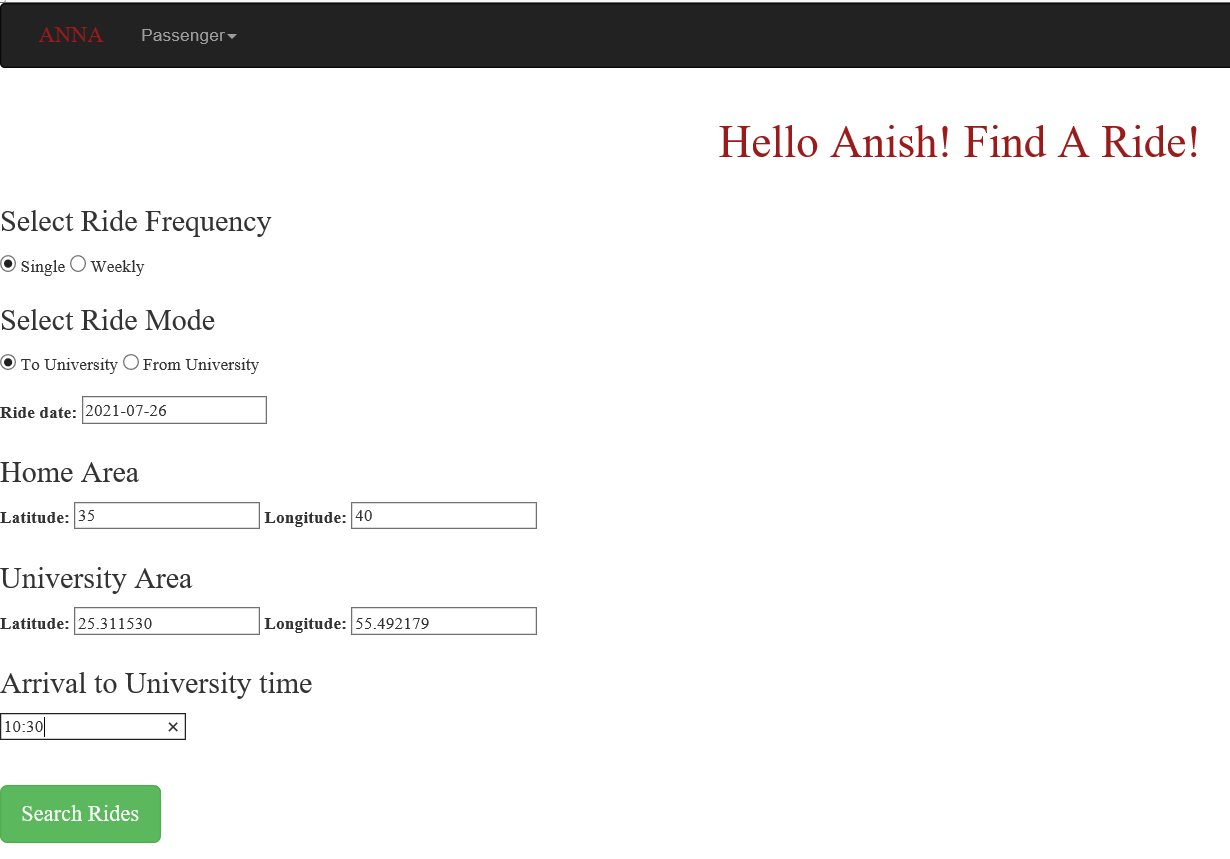 ANNA Passenger
Hello Anish! Find A Ride!
Select Ride Frequency
Single Weekly
Select Ride Mode
To University From University
Ride date: 2021-07-26
Home Area
Latitude: 35 Longitude: 40
University Area
Latitude: 25.311530 Longitude: 55.492179
Arrival to University time
10:30
Search Rides